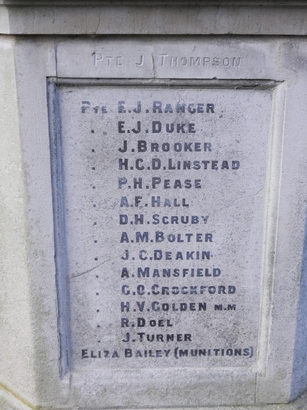 PTE J THOMPSON
PTE E.J. RANGER
. . E.J. DUKE
. J. BROOKER
. H.C.D. LINSTEAD
. P.H. PEASE
. A.F. HALL
. D.H. SCRUBY
. A.M. BOLTER
. J.C. DEAKIN
. A. MANSFIELD
. G.C. CROCKFORD
. H.V. GOLDEN M.M
. R. DOEL
. J. TURNER
ELIZA BAILEY (MUNITIONS)